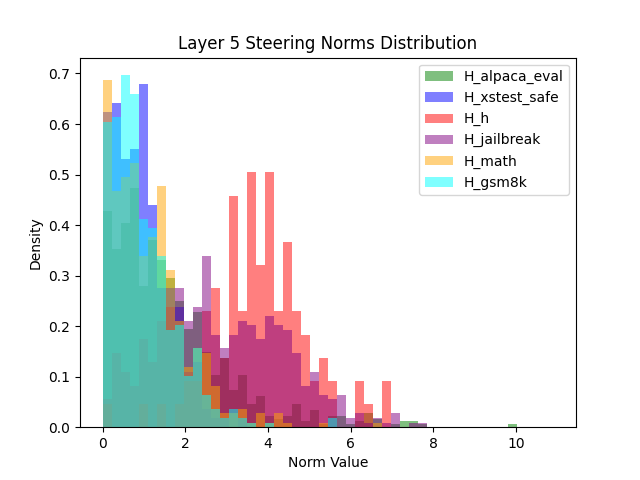 Layer 5 Steering Norms Distribution
H_alpaca_eval
H_xstest_safe
H_h
H_jailbreak
H_math
H_gsm8k
Density
0.7
0.6
0.5
0.4
0.3
0.2
0.1
0.0
0 2 4 6 8 10
Norm Value